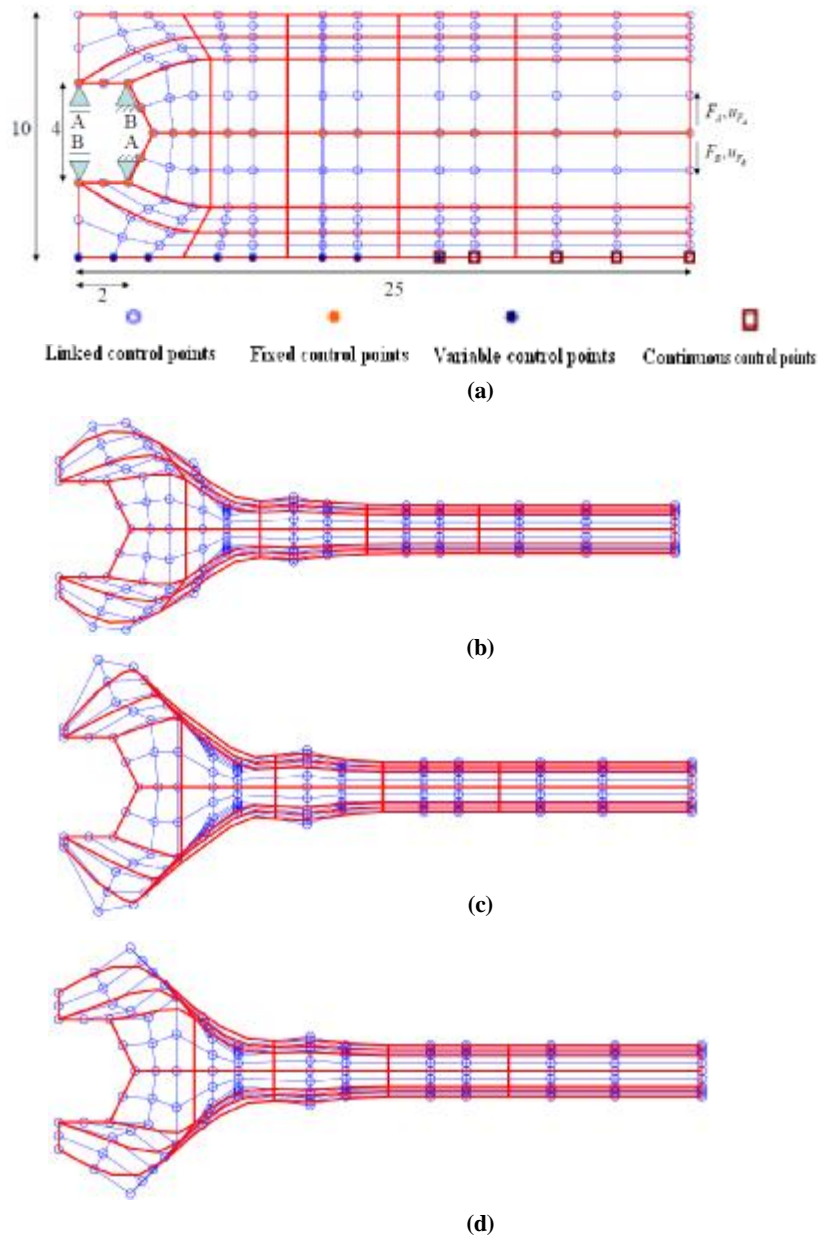 10
4
A
B
B
A
F_A, u_{F_A}
F_B, u_{F_B}
2
25
Linked control points
Fixed control points
Variable control points
Continuous control points
(a)
(b)
(c)
(d)